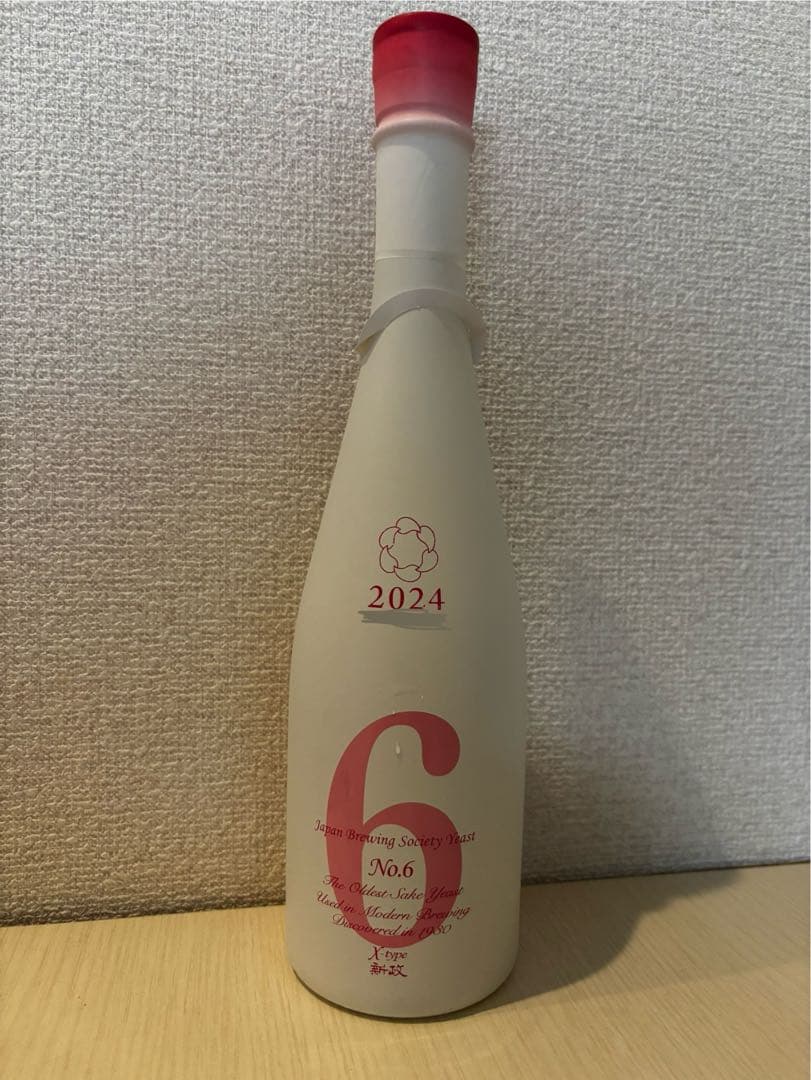 2024
6
Japan Brewing Society Yeast
No.6
The Oldest Sake Yeast
Used in Modern Brewing
Discovered in 1930
X-type
新政